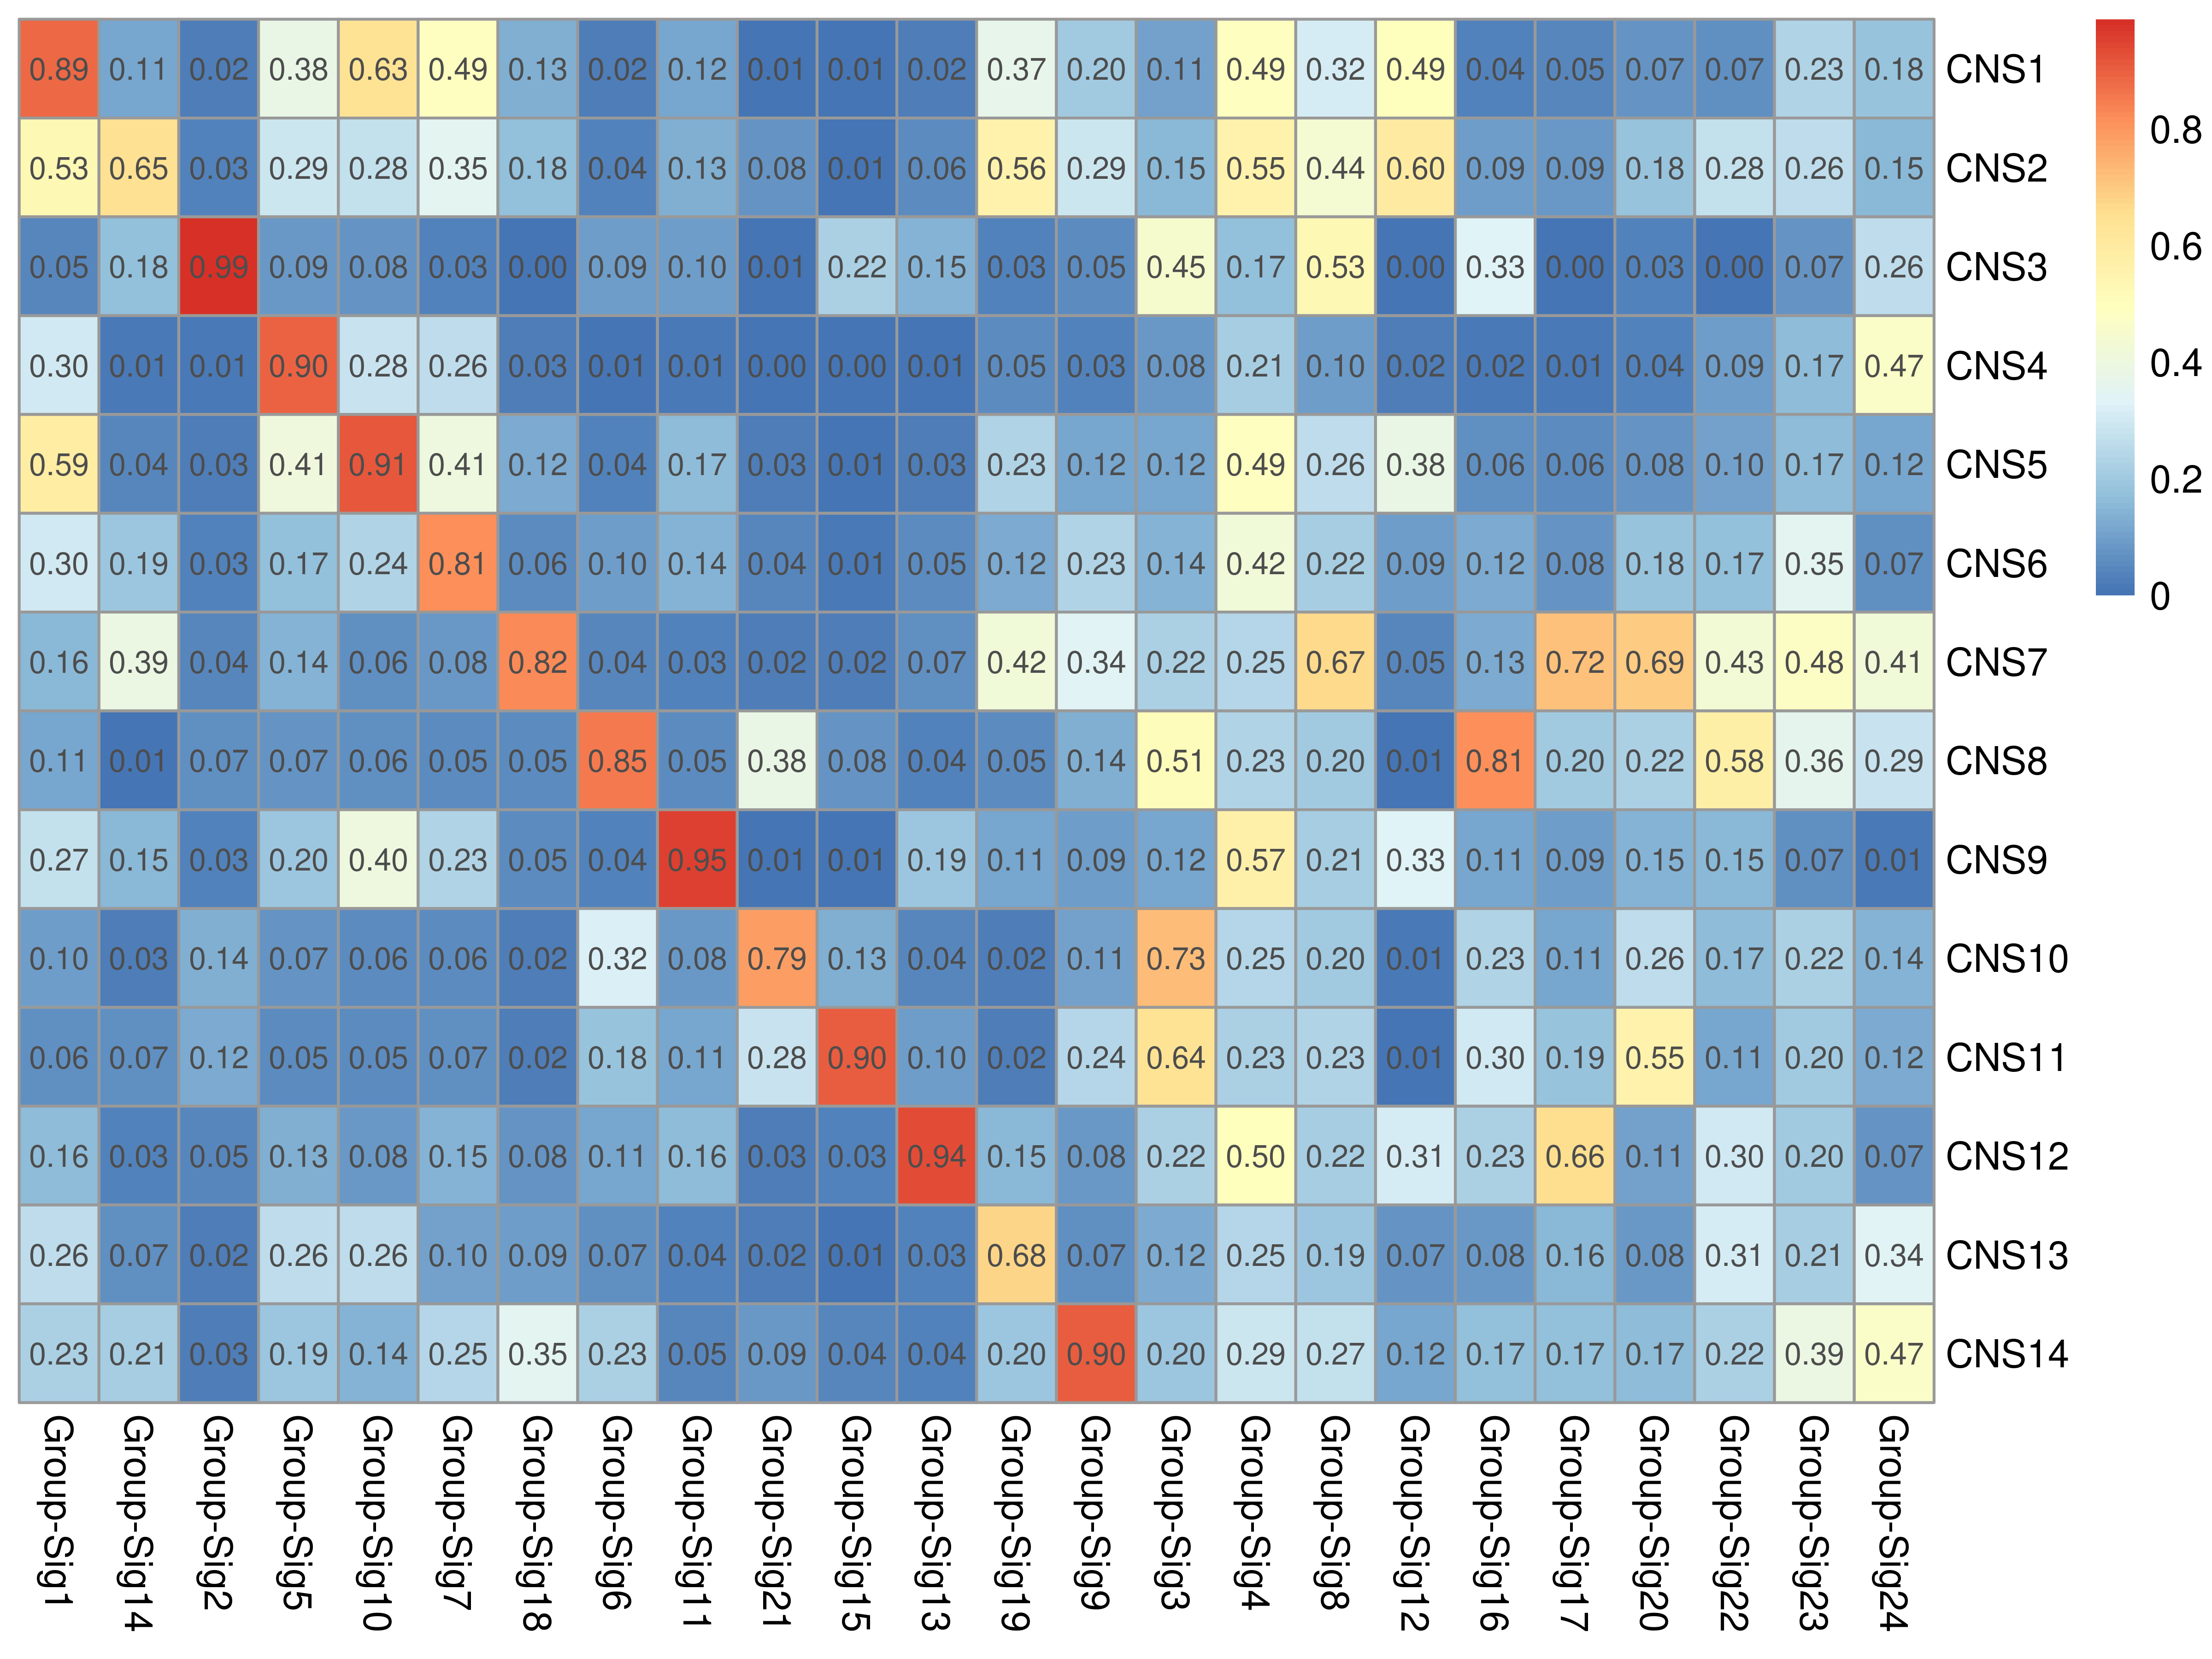 0.89 0.11 0.02 0.38 0.63 0.49 0.13 0.02 0.12 0.01 0.01 0.02 0.37 0.20 0.11 0.49 0.32 0.49 0.04 0.05 0.07 0.07 0.23 0.18 CNS1
0.53 0.65 0.03 0.29 0.28 0.35 0.18 0.04 0.13 0.08 0.01 0.06 0.56 0.29 0.15 0.55 0.44 0.60 0.09 0.09 0.18 0.28 0.26 0.15 CNS2
0.05 0.18 0.99 0.09 0.08 0.03 0.00 0.09 0.10 0.01 0.22 0.15 0.03 0.05 0.45 0.17 0.53 0.00 0.33 0.00 0.03 0.00 0.07 0.26 CNS3
0.30 0.01 0.01 0.90 0.28 0.26 0.03 0.01 0.01 0.00 0.00 0.01 0.05 0.03 0.08 0.21 0.10 0.02 0.02 0.01 0.04 0.09 0.17 0.47 CNS4
0.59 0.04 0.03 0.41 0.91 0.41 0.12 0.04 0.17 0.03 0.01 0.03 0.23 0.12 0.12 0.49 0.26 0.38 0.06 0.06 0.08 0.10 0.17 0.12 CNS5
0.30 0.19 0.03 0.17 0.24 0.81 0.06 0.10 0.14 0.04 0.01 0.05 0.12 0.23 0.14 0.42 0.22 0.09 0.12 0.08 0.18 0.17 0.35 0.07 CNS6
0.16 0.39 0.04 0.14 0.06 0.08 0.82 0.04 0.03 0.02 0.02 0.07 0.42 0.34 0.22 0.25 0.67 0.05 0.13 0.72 0.69 0.43 0.48 0.41 CNS7
0.11 0.01 0.07 0.07 0.06 0.05 0.05 0.85 0.05 0.38 0.08 0.04 0.05 0.14 0.51 0.23 0.20 0.01 0.81 0.20 0.22 0.58 0.36 0.29 CNS8
0.27 0.15 0.03 0.20 0.40 0.23 0.05 0.04 0.95 0.01 0.01 0.19 0.11 0.09 0.12 0.57 0.21 0.33 0.11 0.09 0.15 0.15 0.07 0.01 CNS9
0.10 0.03 0.14 0.07 0.06 0.06 0.02 0.32 0.08 0.79 0.13 0.04 0.02 0.11 0.73 0.25 0.20 0.01 0.23 0.11 0.26 0.17 0.22 0.14 CNS10
0.06 0.07 0.12 0.05 0.05 0.07 0.02 0.18 0.11 0.28 0.90 0.10 0.02 0.24 0.64 0.23 0.23 0.01 0.30 0.19 0.55 0.11 0.20 0.12 CNS11
0.16 0.03 0.05 0.13 0.08 0.15 0.08 0.11 0.16 0.03 0.03 0.94 0.15 0.08 0.22 0.50 0.22 0.31 0.23 0.66 0.11 0.30 0.20 0.07 CNS12
0.26 0.07 0.02 0.26 0.26 0.10 0.09 0.07 0.04 0.02 0.01 0.03 0.68 0.07 0.12 0.25 0.19 0.07 0.08 0.16 0.08 0.31 0.21 0.34 CNS13
0.23 0.21 0.03 0.19 0.14 0.25 0.35 0.23 0.05 0.09 0.04 0.04 0.20 0.90 0.20 0.29 0.27 0.12 0.17 0.17 0.17 0.22 0.39 0.47 CNS14
Group-Sig1
Group-Sig14
Group-Sig2
Group-Sig5
Group-Sig10
Group-Sig7
Group-Sig18
Group-Sig6
Group-Sig11
Group-Sig21
Group-Sig15
Group-Sig13
Group-Sig19
Group-Sig9
Group-Sig3
Group-Sig4
Group-Sig8
Group-Sig12
Group-Sig16
Group-Sig17
Group-Sig20
Group-Sig22
Group-Sig23
Group-Sig24
0.8
0.6
0.4
0.2
0